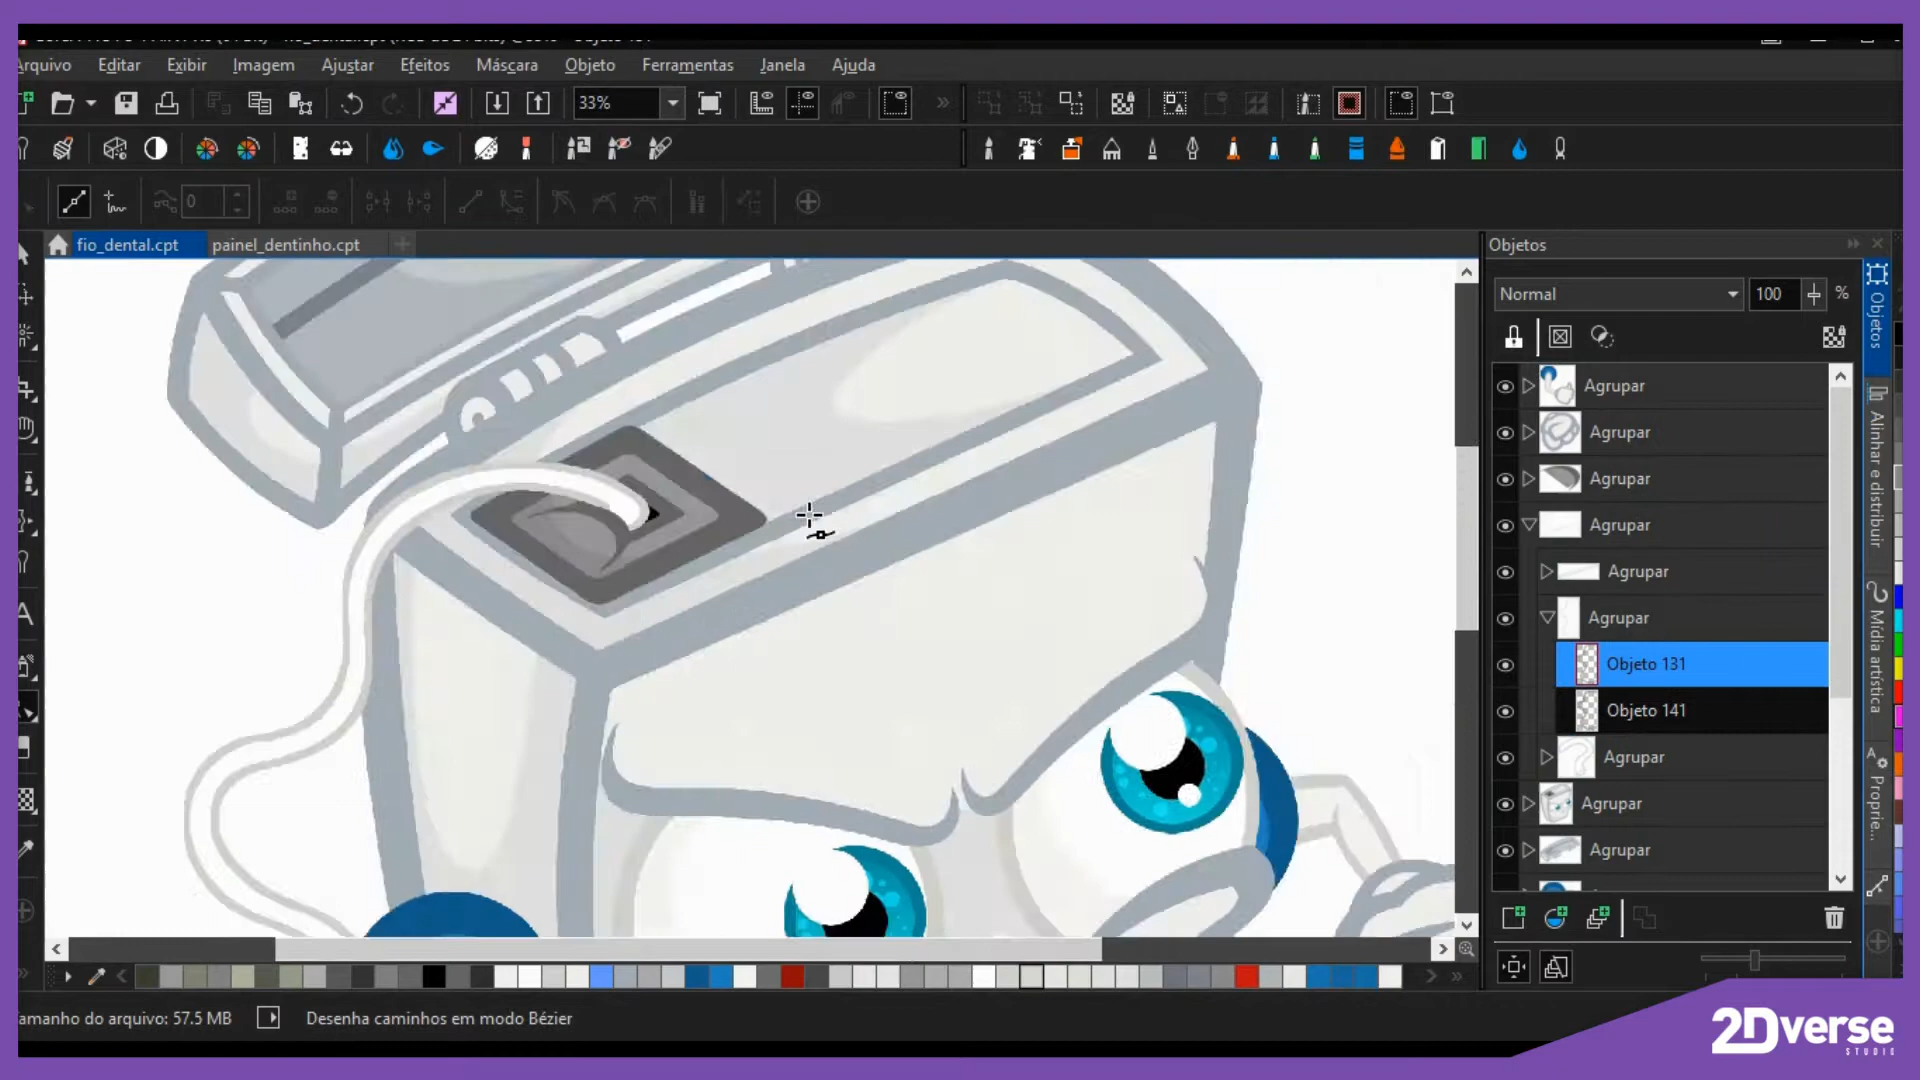 Arquivo Editar Exibir Imagem Ajustar Efeitos Máscara Objeto Ferramentas Janela Ajuda
33%
0
fio_dental.cpt painel_dentinho.cpt
Objetos
Normal 100 %
Objetos
Agrupar
Agrupar
Agrupar
Agrupar
Agrupar
Agrupar
Objeto 131
Objeto 141
Agrupar
Agrupar
Agrupar
Alinhar e distribuir
Mídia artística
Proprie...
amanho do arquivo: 57.5 MB Desenha caminhos em modo Bézier
2Dverse
STUDIO